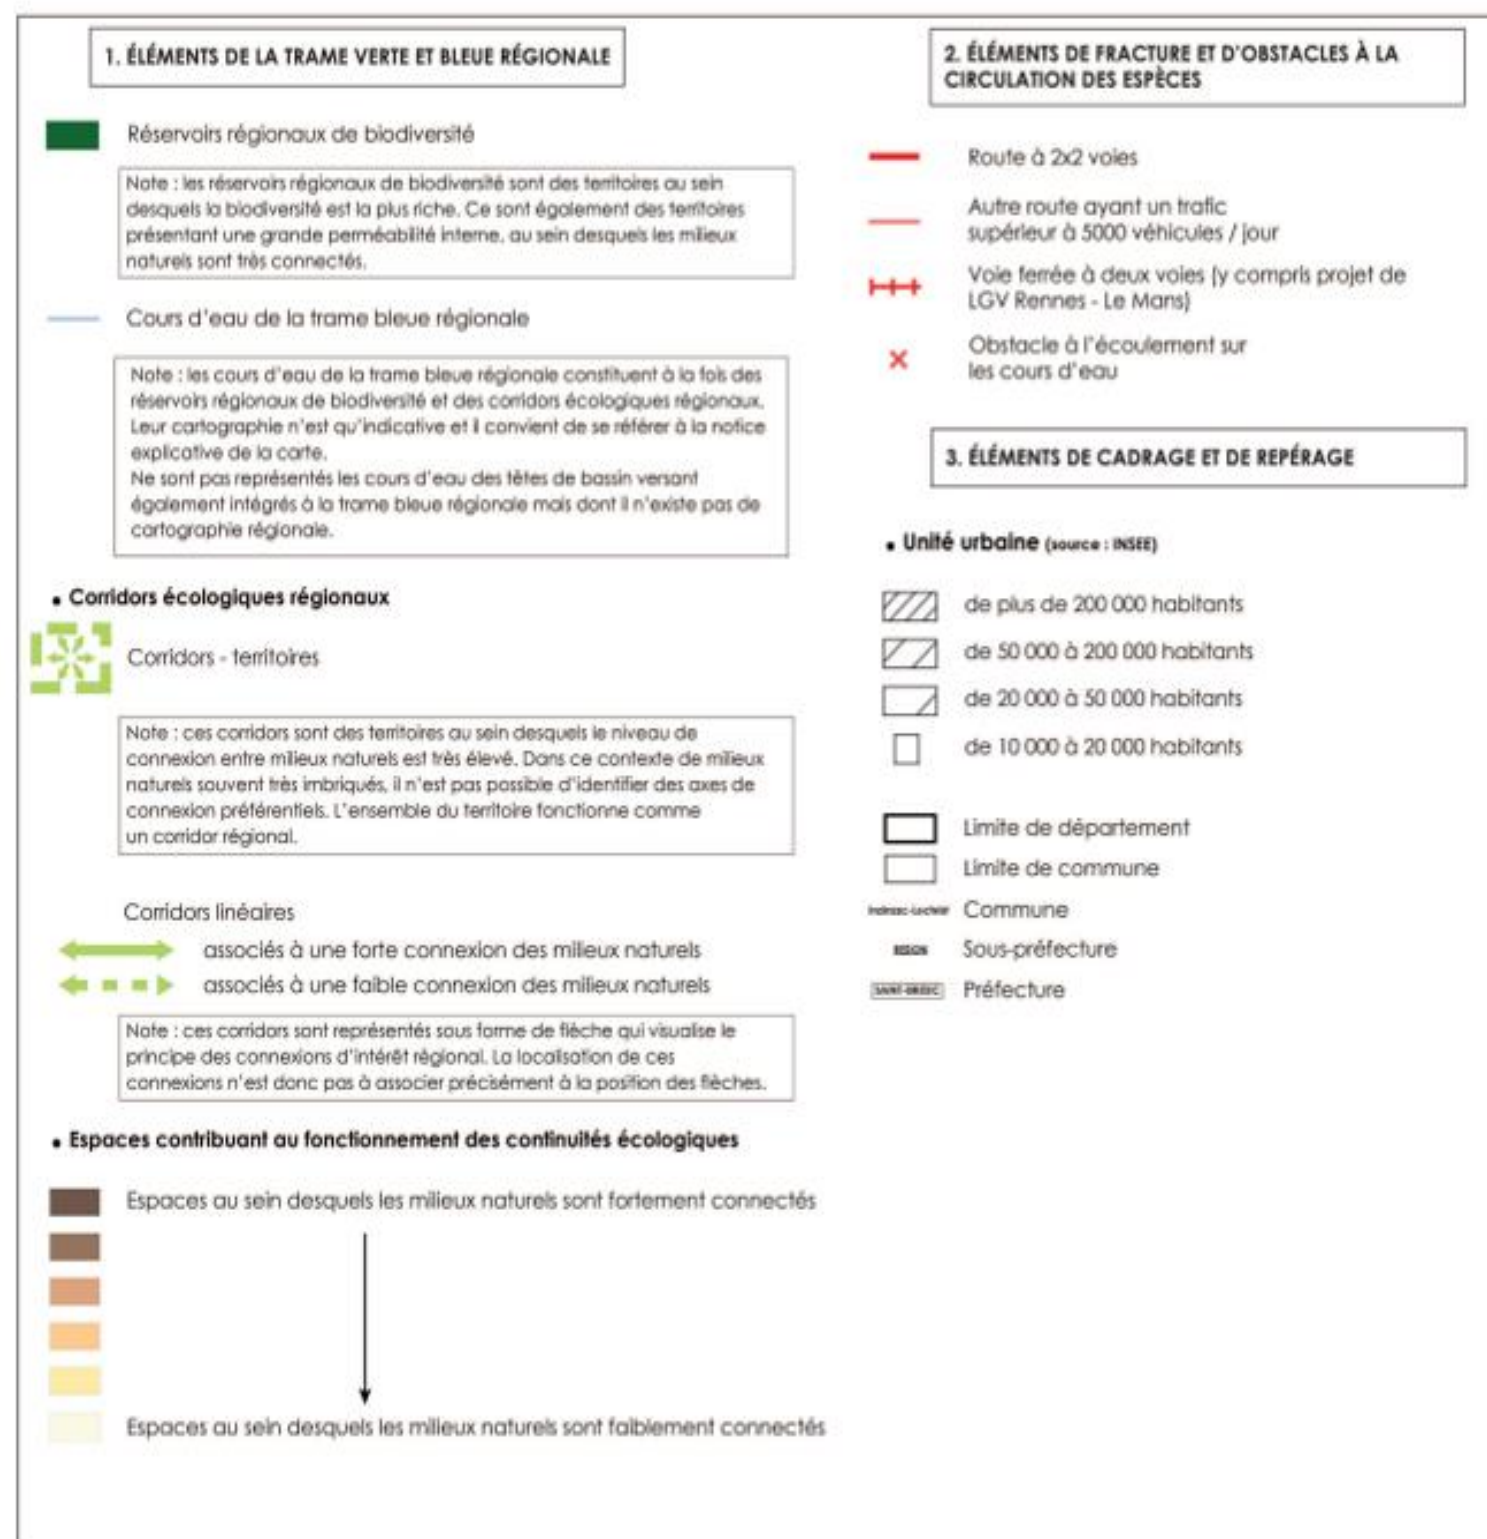 1. ÉLÉMENTS DE LA TRAME VERTE ET BLEUE RÉGIONALE
Réservoirs régionaux de biodiversité
Note : les réservoirs régionaux de biodiversité sont des territoires au sein
desquels la biodiversité est la plus riche. Ce sont également des territoires
présentant une grande perméabilité interne, au sein desquels les milieux
naturels sont très connectés.
Cours d'eau de la trame bleue régionale
Note : les cours d'eau de la trame bleue régionale constituent à la fois des
réservoirs régionaux de biodiversité et des corridors écologiques régionaux.
Leur cartographie n'est qu'indicative et il convient de se référer à la notice
explicative de la carte.
Ne sont pas représentés les cours d'eau des têtes de bassin versant
également intégrés à la trame bleue régionale mais dont il n'existe pas de
cartographie régionale.
. Corridors écologiques régionaux
Corridors - territoires
Note : ces corridors sont des territoires au sein desquels le niveau de
connexion entre milieux naturels est très élevé. Dans ce contexte de milieux
naturels souvent très imbriqués, il n'est pas possible d'identifier des axes de
connexion préférentiels. L'ensemble du territoire fonctionne comme
un corridor régional.
Corridors linéaires
associés à une forte connexion des milieux naturels
associés à une faible connexion des milieux naturels
Note : ces corridors sont représentés sous forme de flèche qui visualise le
principe des connexions d'intérêt régional. La localisation de ces
connexions n'est donc pas à associer précisément à la position des flèches.
. Espaces contribuant au fonctionnement des continuités écologiques
Espaces au sein desquels les milieux naturels sont fortement connectés
Espaces au sein desquels les milieux naturels sont faiblement connectés
2. ÉLÉMENTS DE FRACTURE ET D'OBSTACLES À LA
CIRCULATION DES ESPÈCES
Route à 2x2 voies
Autre route ayant un trafic
supérieur à 5000 véhicules / jour
Voie ferrée à deux voies (y compris projet de
LGV Rennes - Le Mans)
Obstacle à l'écoulement sur
les cours d'eau
3. ÉLÉMENTS DE CADRAGE ET DE REPÉRAGE
. Unité urbaine (source : INSEE)
de plus de 200 000 habitants
de 50 000 à 200 000 habitants
de 20 000 à 50 000 habitants
de 10 000 à 20 000 habitants
Limite de département
Limite de commune
Commune
Sous-préfecture
SAINT-BRIEUC Préfecture